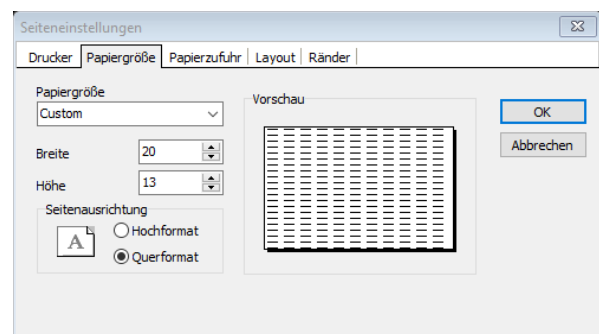 Seiteneinstellungen
Drucker Papiergröße Papierzufuhr Layout Ränder
Papiergröße
Custom
Breite 20
Höhe 13
Seitenausrichtung
A
Hochformat
Querformat
Vorschau
OK
Abbrechen